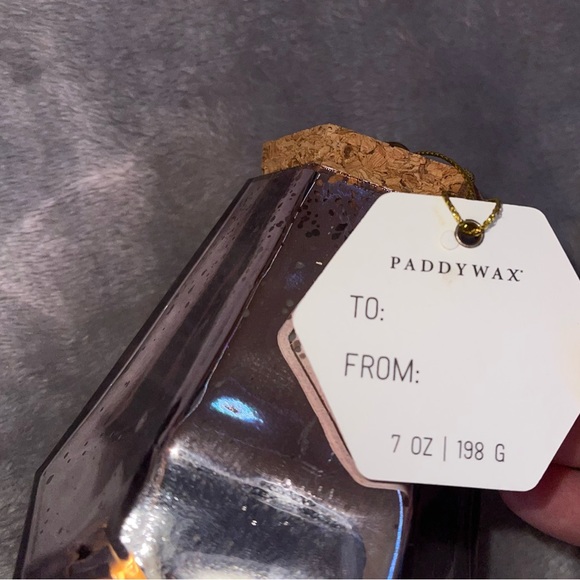 PADDYWAX®
TO:
FROM:
7 OZ | 198 G